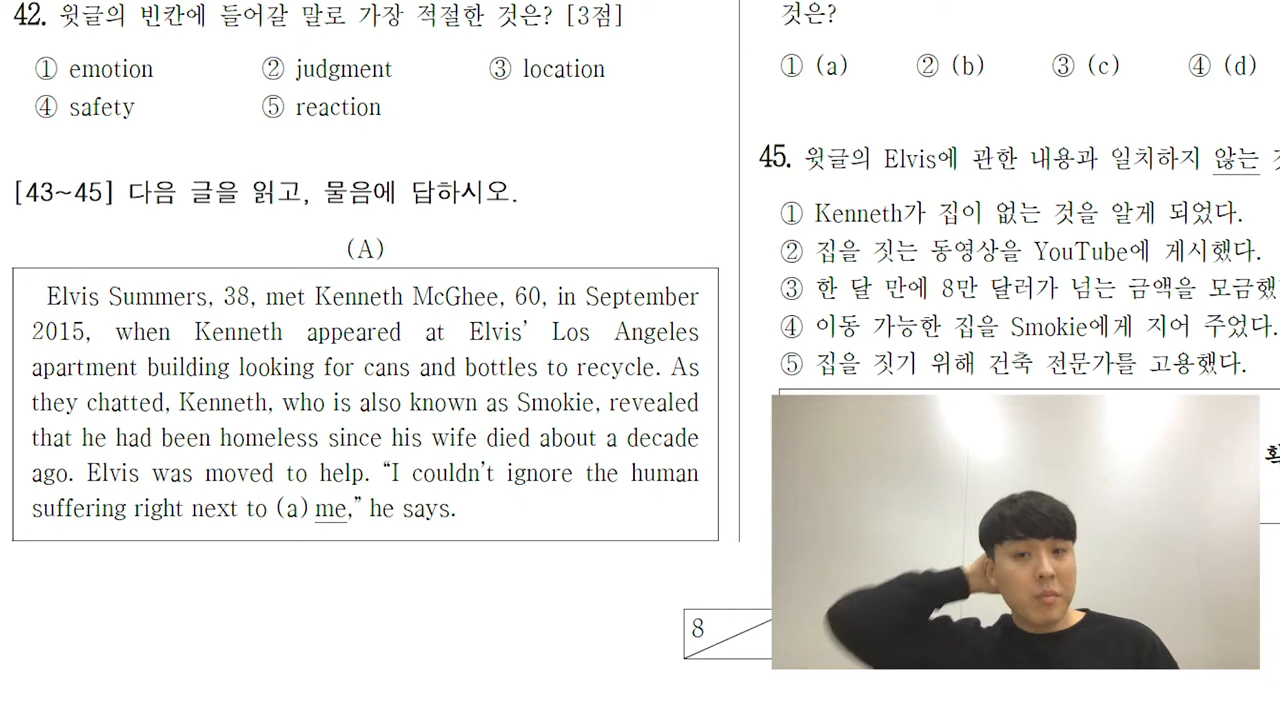 42. 윗글의 빈칸에 들어갈 말로 가장 적절한 것은? [3점]
① emotion ② judgment ③ location
④ safety ⑤ reaction
[43~45] 다음 글을 읽고, 물음에 답하시오.
(A)
Elvis Summers, 38, met Kenneth McGhee, 60, in September
2015, when Kenneth appeared at Elvis' Los Angeles
apartment building looking for cans and bottles to recycle. As
they chatted, Kenneth, who is also known as Smokie, revealed
that he had been homeless since his wife died about a decade
ago. Elvis was moved to help. “I couldn't ignore the human
suffering right next to (a) me,” he says.
8
것은?
① (a) ② (b) ③ (c) ④ (d)
45. 윗글의 Elvis에 관한 내용과 일치하지 않는
① Kenneth가 집이 없는 것을 알게 되었다.
② 집을 짓는 동영상을 YouTube에 게시했다.
③ 한 달 만에 8만 달러가 넘는 금액을 모금했
④ 이동 가능한 집을 Smokie에게 지어 주었다.
⑤ 집을 짓기 위해 건축 전문가를 고용했다.